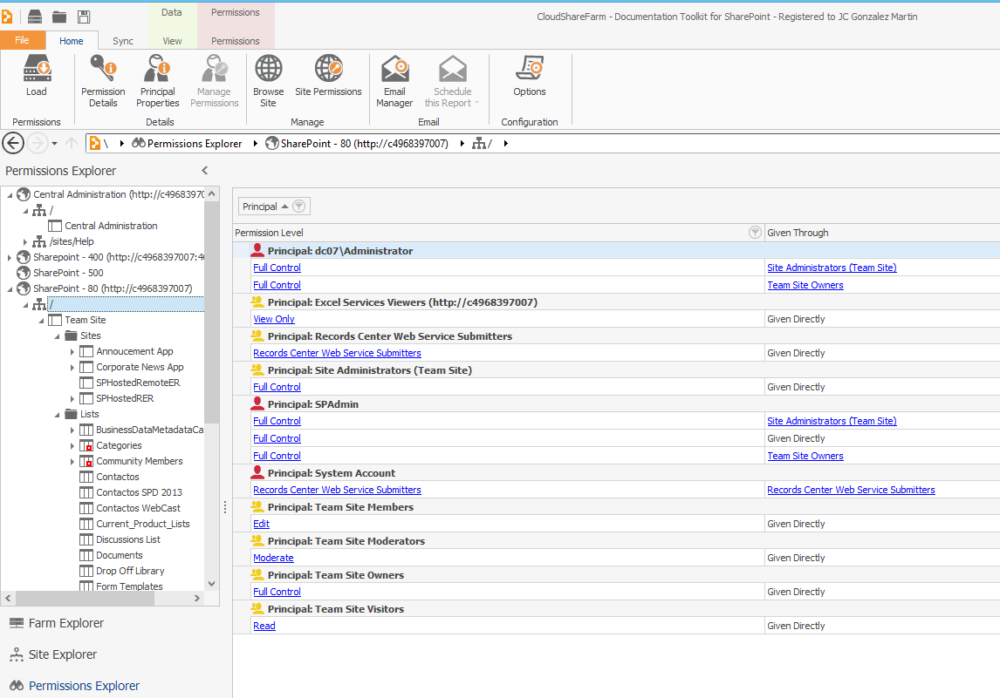 Data
Permissions
CloudShareFarm - Documentation Toolkit for SharePoint - Registered to JC Gonzalez Martin
File
Home
Sync
View
Permissions
Load
Permission
Details
Principal
Properties
Manage
Permissions
Browse
Site
Site Permissions
Email
Manager
Schedule
this Report
Options
Permissions
Details
Manage
Email
Configuration
\
Permissions Explorer
SharePoint - 80 (http://c4968397007)
/
Permissions Explorer
Central Administration (http://c49683970
/
Central Administration
/sites/Help
Sharepoint - 400 (http://c4968397007:4
Sharepoint - 500
SharePoint - 80 (http://c4968397007)
/
Team Site
Sites
Annoucement App
Corporate News App
SPHostedRemoteER
SPHostedRER
Lists
BusinessDataMetadataCa
Categories
Community Members
Contactos
Contactos SPD 2013
Contactos WebCast
Current_Product_Lists
Discussions List
Documents
Drop Off Library
Form Templates
Farm Explorer
Site Explorer
Permissions Explorer
Principal
Permission Level
Given Through
Principal: dc07\Administrator
Full Control
Site Administrators (Team Site)
Full Control
Team Site Owners
Principal: Excel Services Viewers (http://c4968397007)
View Only
Given Directly
Principal: Records Center Web Service Submitters
Records Center Web Service Submitters
Given Directly
Principal: Site Administrators (Team Site)
Full Control
Given Directly
Principal: SPAdmin
Full Control
Site Administrators (Team Site)
Full Control
Given Directly
Full Control
Team Site Owners
Principal: System Account
Records Center Web Service Submitters
Records Center Web Service Submitters
Principal: Team Site Members
Edit
Given Directly
Principal: Team Site Moderators
Moderate
Given Directly
Principal: Team Site Owners
Full Control
Given Directly
Principal: Team Site Visitors
Read
Given Directly